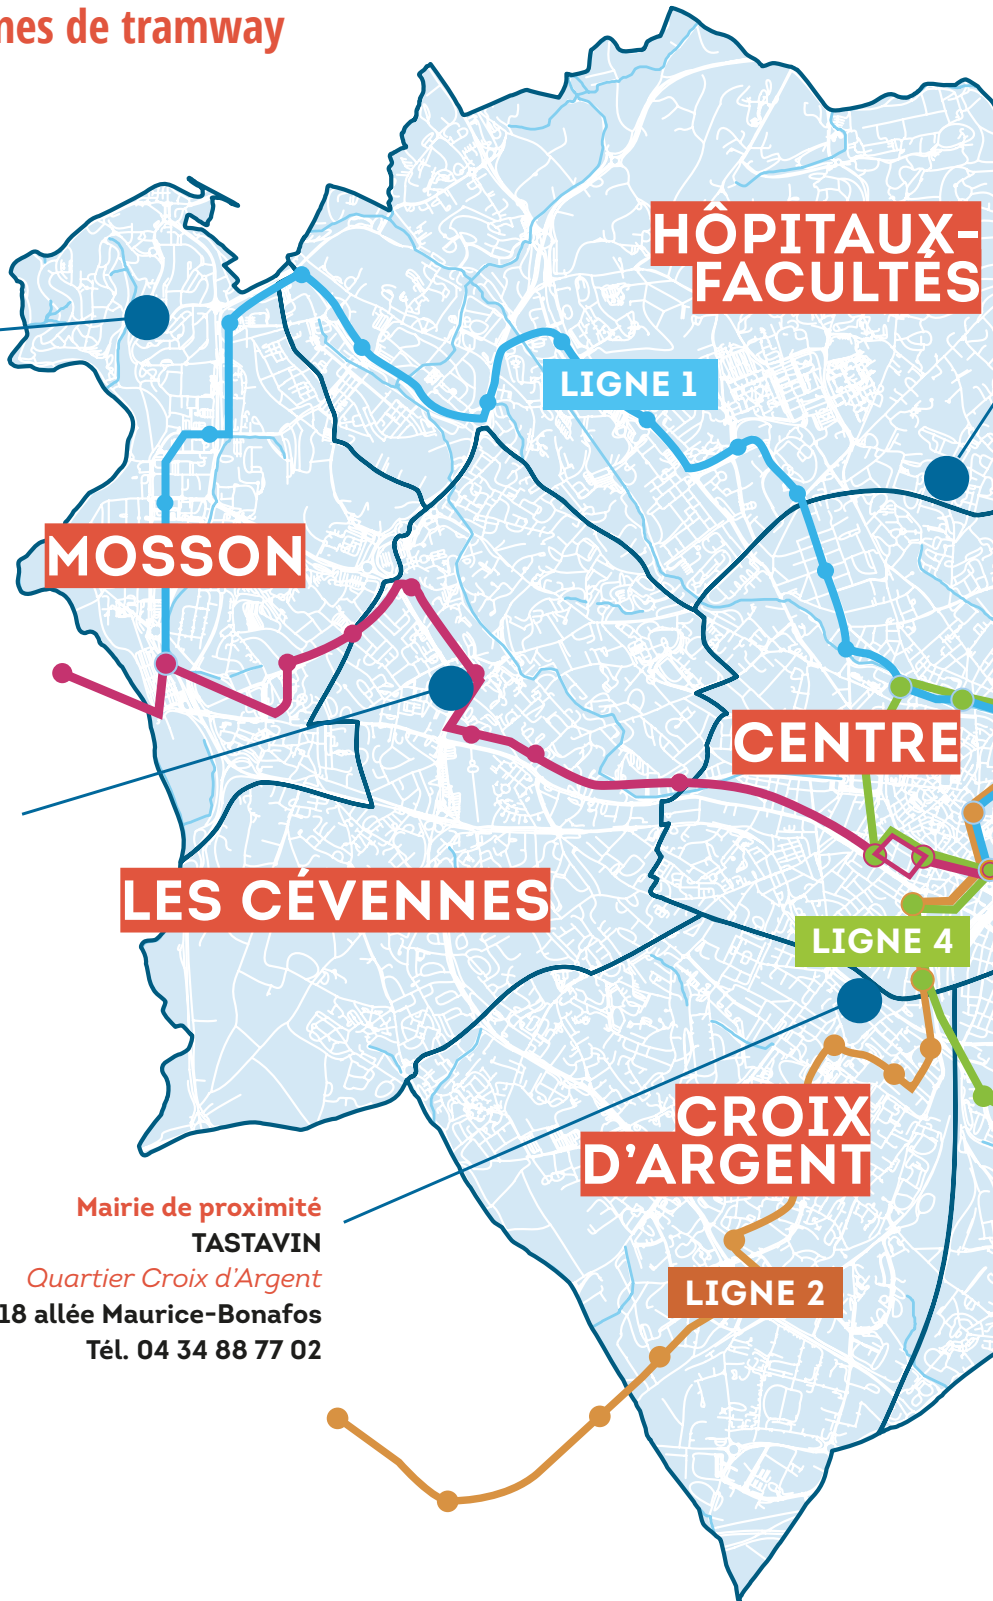 de tramway
HÔPITAUX-
FACULTÉS
LIGNE 1
MOSSON
CENTRE
LES CÉVENNES
LIGNE 4
CROIX
D'ARGENT
Mairie de proximité
TASTAVIN
Quartier Croix d'Argent
18 allée Maurice-Bonafos
Tél. 04 34 88 77 02
LIGNE 2